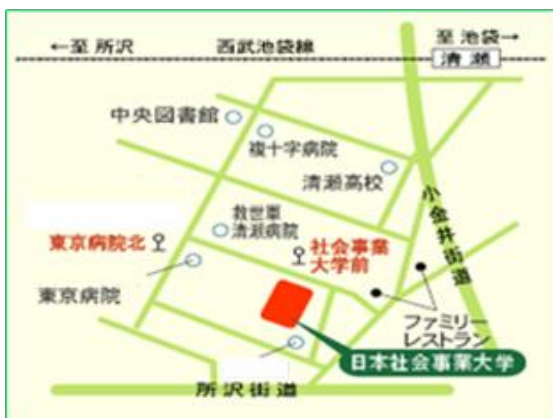 ←至 所沢
西武池袋線
至 池袋→
清瀬
中央図書館
複十字病院
清瀬高校
小金井街道
救世軍
清瀬病院
東京病院北
社会事業
大学前
東京病院
ファミリー
レストラン
日本社会事業大学
所沢街道